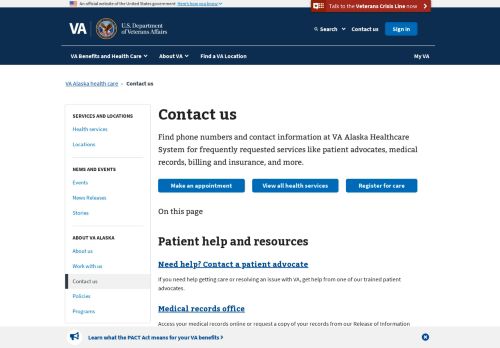 An official website of the United States government Here's how you know
Talk to the Veterans Crisis Line now
VA
U.S. Department
of Veterans Affairs
Search
Contact us
Sign in
VA Benefits and Health Care
About VA
Find a VA Location
My VA
VA Alaska health care
Contact us
SERVICES AND LOCATIONS
Health services
Locations
NEWS AND EVENTS
Events
News Releases
Stories
ABOUT VA ALASKA
About us
Work with us
Contact us
Policies
Programs
Contact us
Find phone numbers and contact information at VA Alaska Healthcare
System for frequently requested services like patient advocates, medical
records, billing and insurance, and more.
Make an appointment
View all health services
Register for care
On this page
Patient help and resources
Need help? Contact a patient advocate
If you need help getting care or resolving an issue with VA, get help from one of our trained patient
advocates.
Medical records office
Access your medical records online or request a copy of your records from our Release of Information
Learn what the PACT Act means for your VA benefits